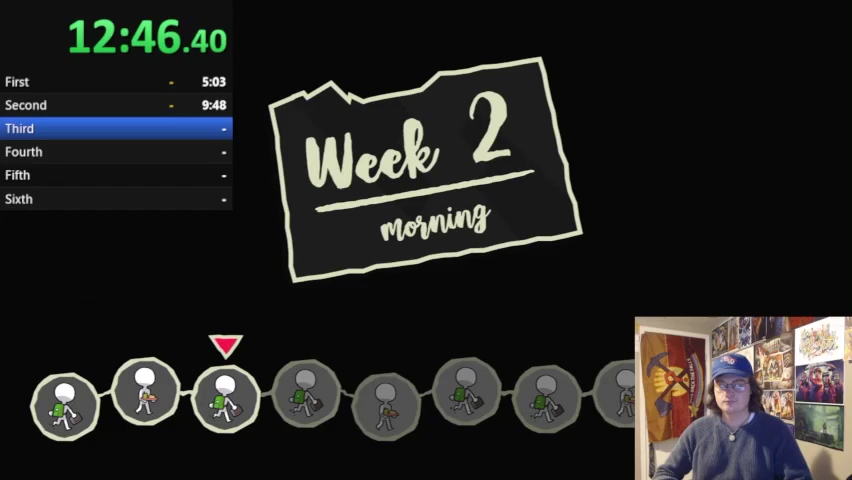 12:46.40
First - 5:03
Second - 9:48
Third -
Fourth -
Fifth -
Sixth -
Week 2
morning